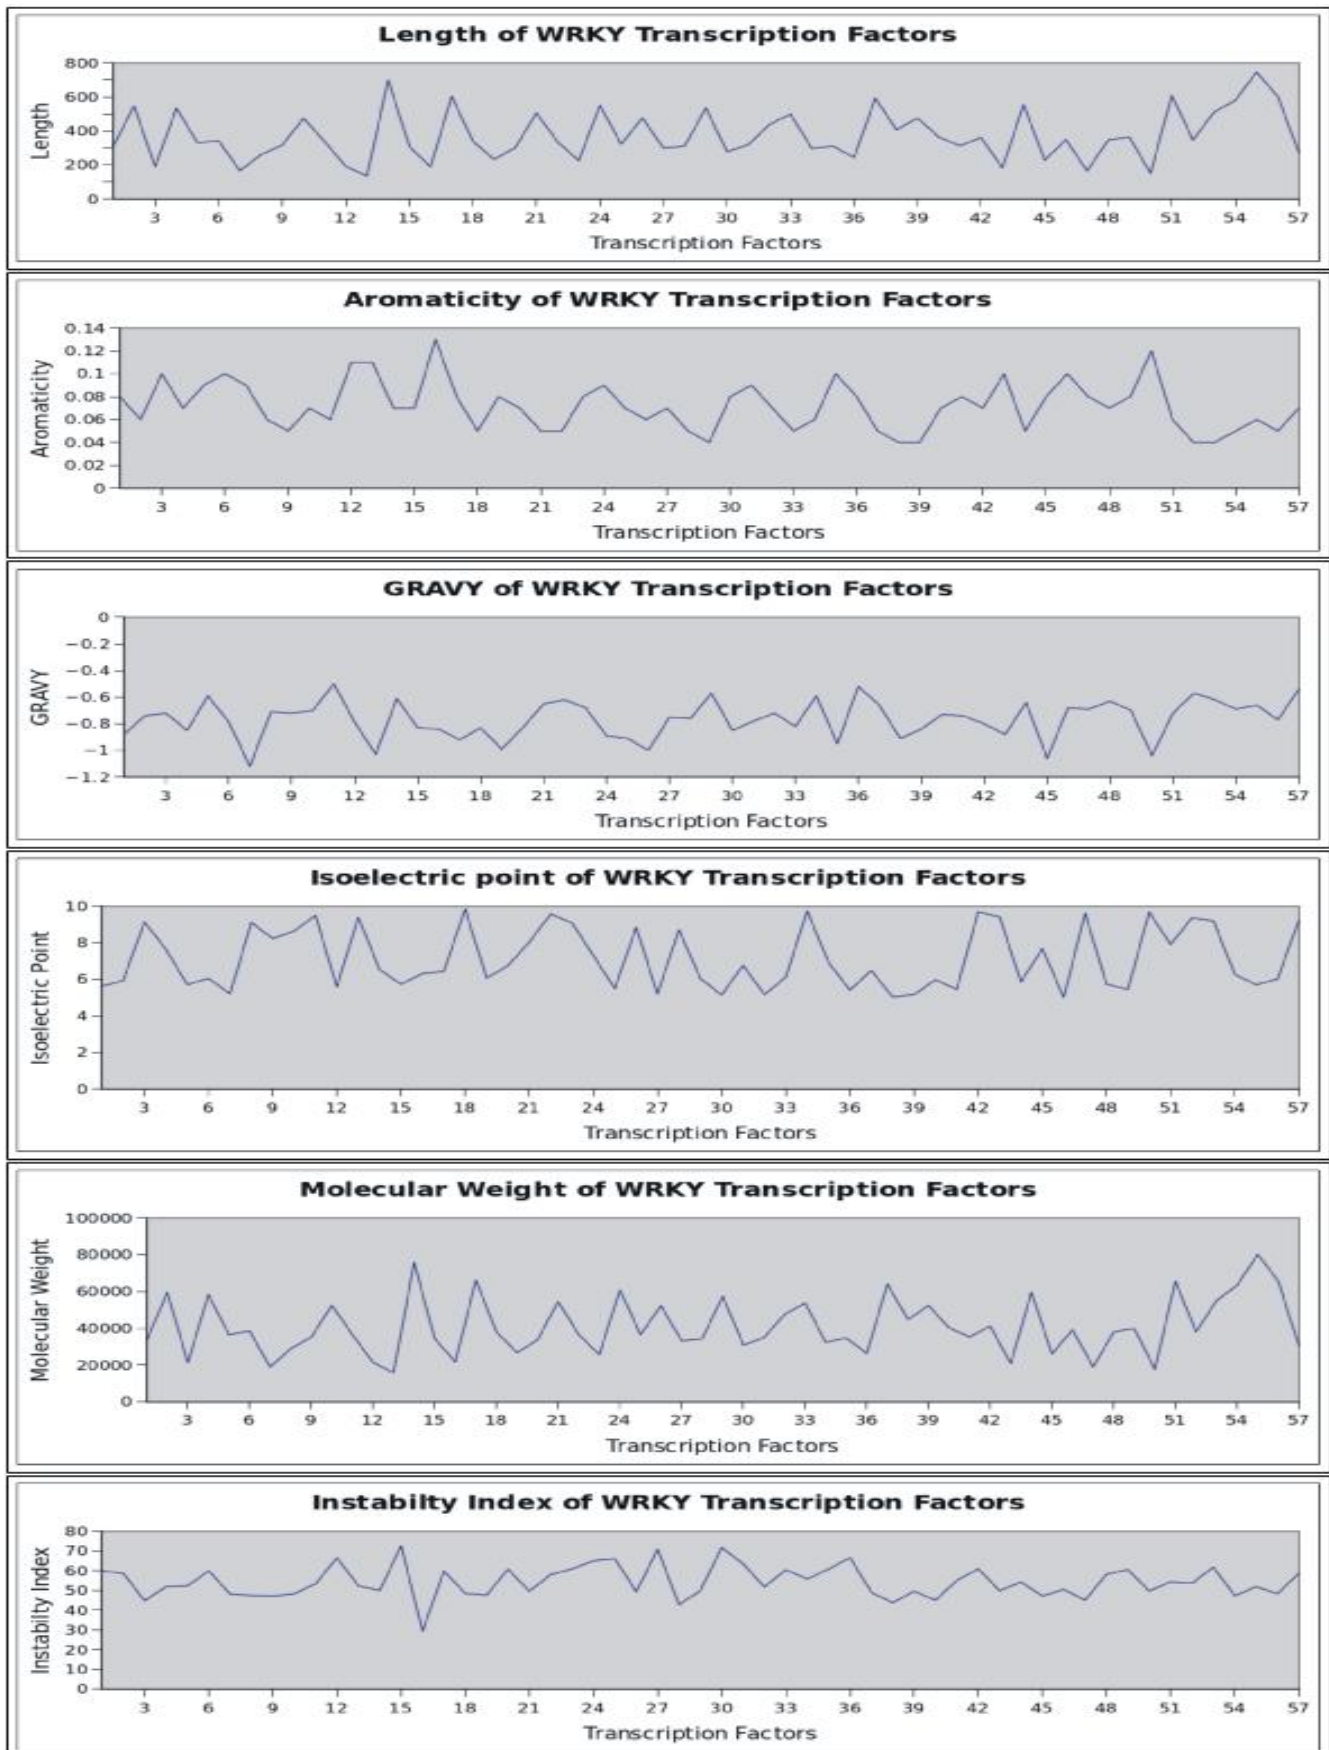 Length of WRKY Transcription Factors
800
600
400
200
0
Length
3 6 9 12 15 18 21 24 27 30 33 36 39 42 45 48 51 54 57
Transcription Factors
Aromaticity of WRKY Transcription Factors
0.14
0.12
0.1
0.08
0.06
0.04
0.02
0
Aromaticity
3 6 9 12 15 18 21 24 27 30 33 36 39 42 45 48 51 54 57
Transcription Factors
GRAVY of WRKY Transcription Factors
0
−0.2
−0.4
−0.6
−0.8
−1
−1.2
GRAVY
3 6 9 12 15 18 21 24 27 30 33 36 39 42 45 48 51 54 57
Transcription Factors
Isoelectric point of WRKY Transcription Factors
10
8
6
4
2
0
Isoelectric Point
3 6 9 12 15 18 21 24 27 30 33 36 39 42 45 48 51 54 57
Transcription Factors
Molecular Weight of WRKY Transcription Factors
100000
80000
60000
40000
20000
0
Molecular Weight
3 6 9 12 15 18 21 24 27 30 33 36 39 42 45 48 51 54 57
Transcription Factors
Instabilty Index of WRKY Transcription Factors
80
70
60
50
40
30
20
10
0
Instabilty Index
3 6 9 12 15 18 21 24 27 30 33 36 39 42 45 48 51 54 57
Transcription Factors